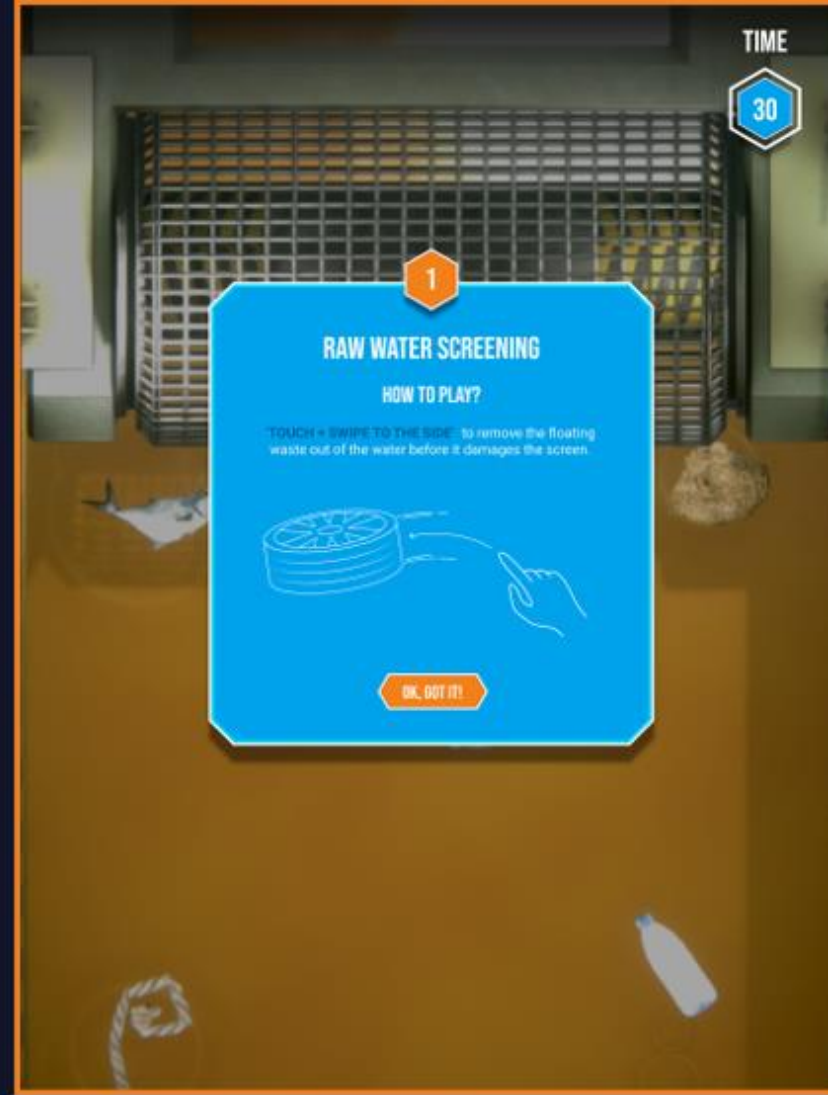 TIME
30
1
RAW WATER SCREENING
HOW TO PLAY?
'TOUCH + SWIPE TO THE SIDE' to remove the floating
waste out of the water before it damages the screen.
OK, GOT IT!